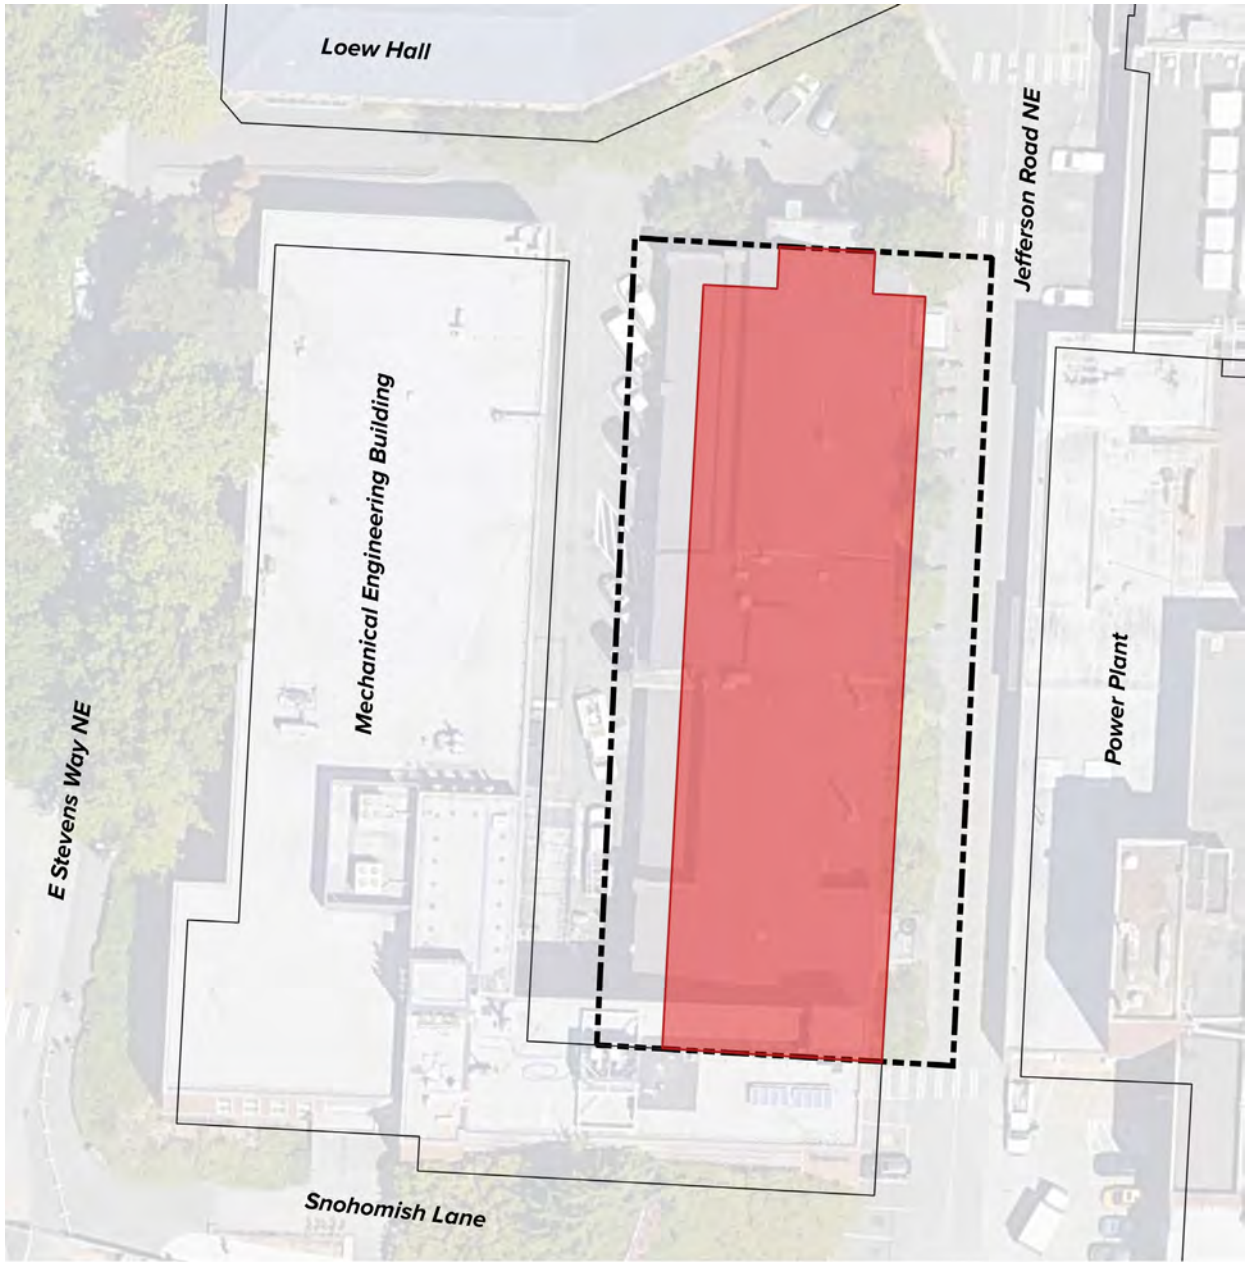 Loew Hall
Jefferson Road NE
Mechanical Engineering Building
Power Plant
E Stevens Way NE
Snohomish Lane